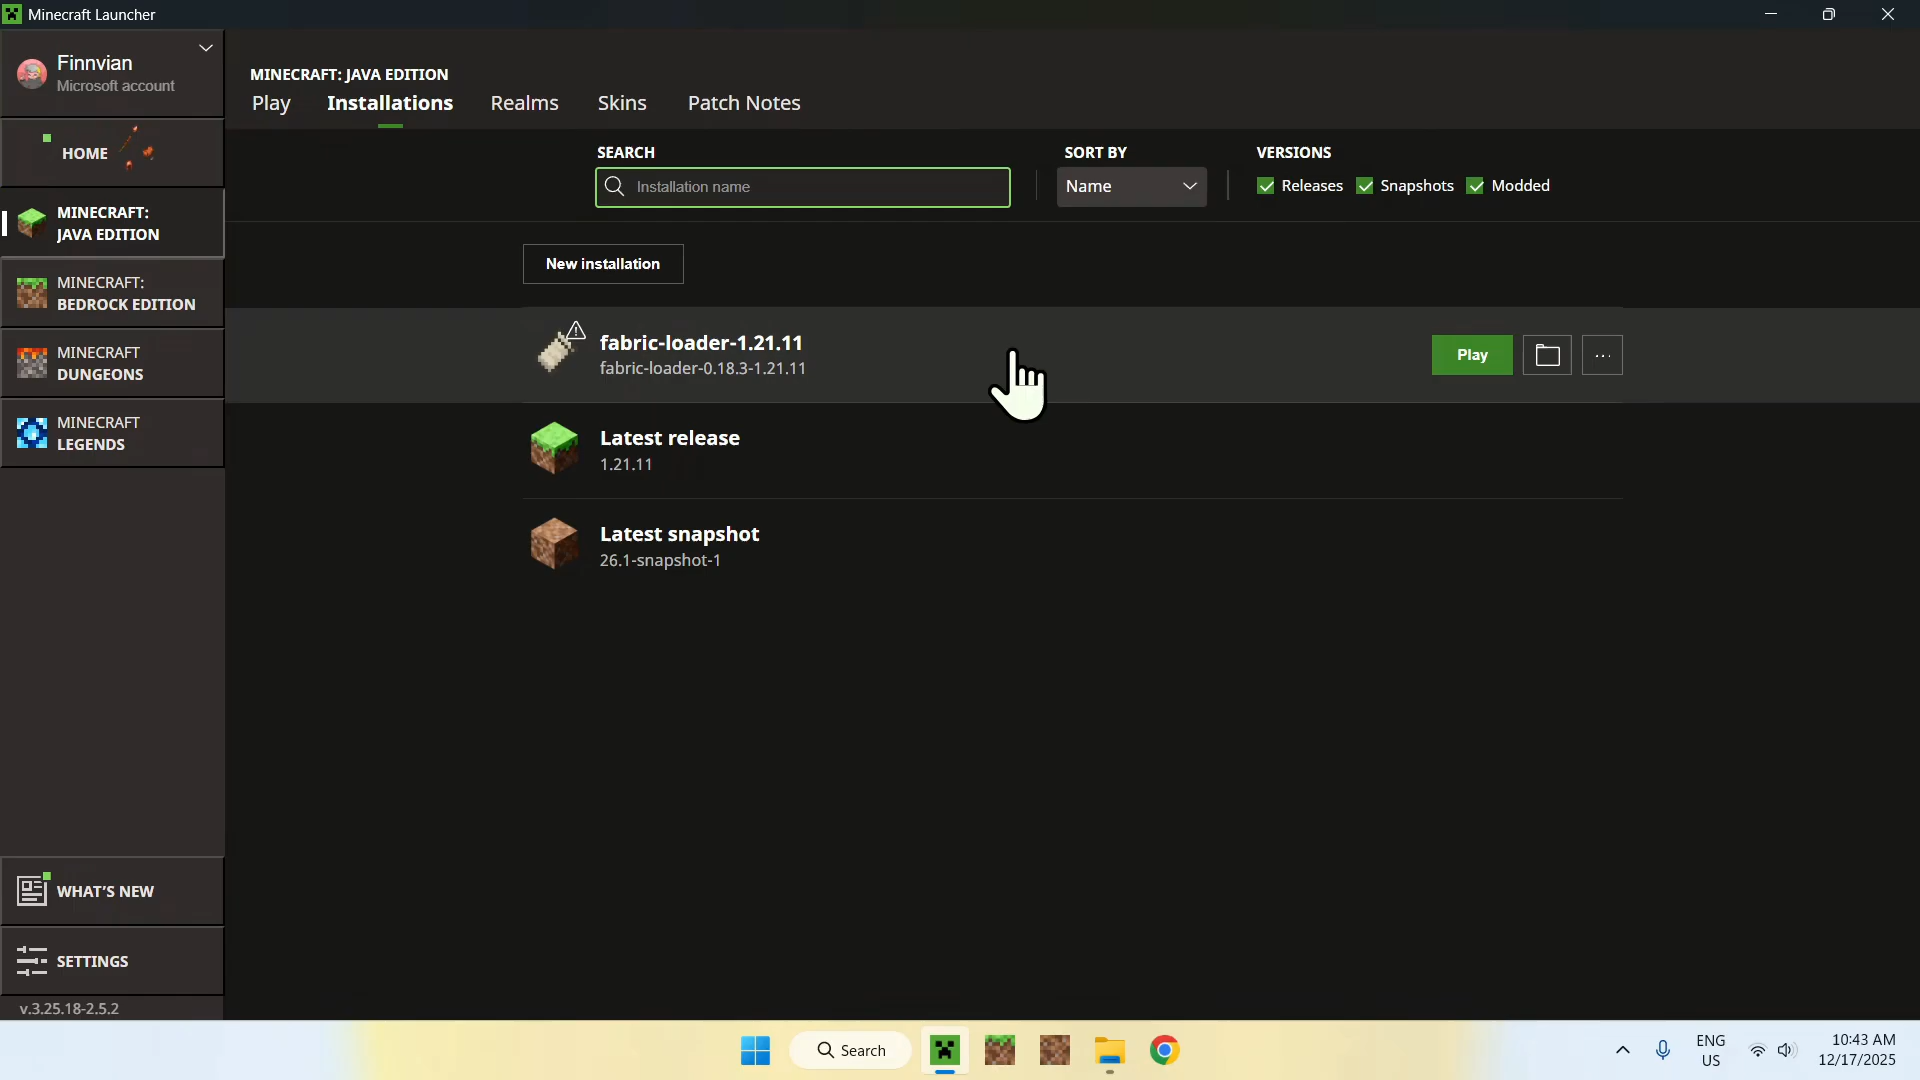 Minecraft Launcher
Finnvian
Microsoft account
HOME
MINECRAFT:
JAVA EDITION
MINECRAFT:
BEDROCK EDITION
MINECRAFT
DUNGEONS
MINECRAFT
LEGENDS
WHAT'S NEW
SETTINGS
v.3.25.18-2.5.2
MINECRAFT: JAVA EDITION
Play Installations Realms Skins Patch Notes
SEARCH
Installation name
SORT BY
Name
VERSIONS
Releases Snapshots Modded
New installation
fabric-loader-1.21.11
fabric-loader-0.18.3-1.21.11
Play
...
Latest release
1.21.11
Latest snapshot
26.1-snapshot-1
Search
ENG
US
10:43 AM
12/17/2025